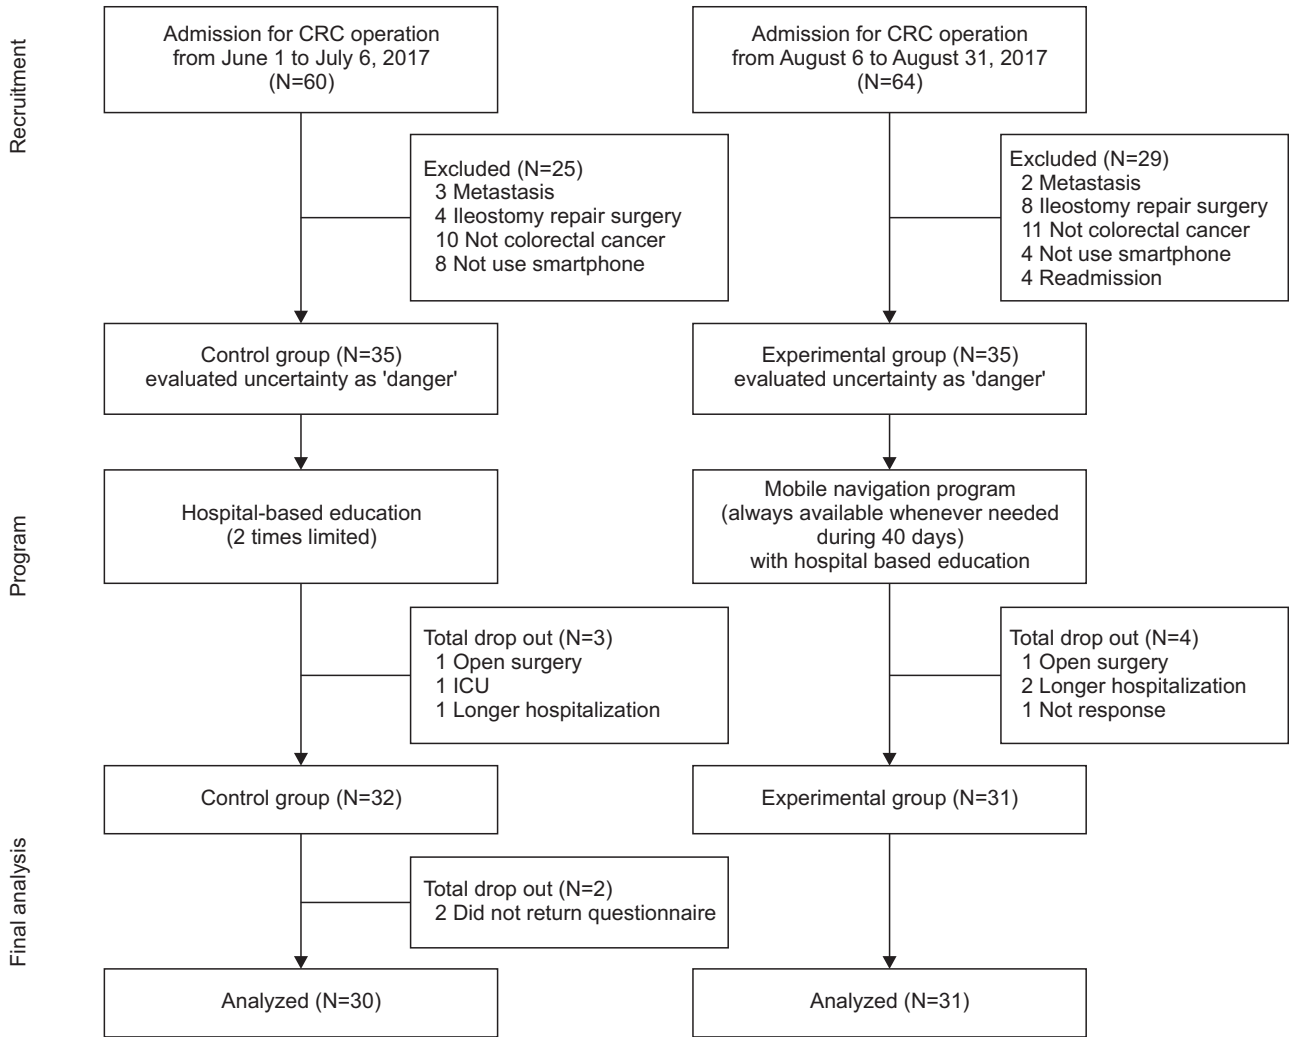 Recruitment
Admission for CRC operation
from June 1 to July 6, 2017
(N=60)
Admission for CRC operation
from August 6 to August 31, 2017
(N=64)
Excluded (N=25)
3 Metastasis
4 Ileostomy repair surgery
10 Not colorectal cancer
8 Not use smartphone
Excluded (N=29)
2 Metastasis
8 Ileostomy repair surgery
11 Not colorectal cancer
4 Not use smartphone
4 Readmission
Control group (N=35)
evaluated uncertainty as 'danger'
Experimental group (N=35)
evaluated uncertainty as 'danger'
Program
Hospital-based education
(2 times limited)
Mobile navigation program
(always available whenever needed
during 40 days)
with hospital based education
Total drop out (N=3)
1 Open surgery
1 ICU
1 Longer hospitalization
Total drop out (N=4)
1 Open surgery
2 Longer hospitalization
1 Not response
Final analysis
Control group (N=32)
Experimental group (N=31)
Total drop out (N=2)
2 Did not return questionnaire
Analyzed (N=30)
Analyzed (N=31)